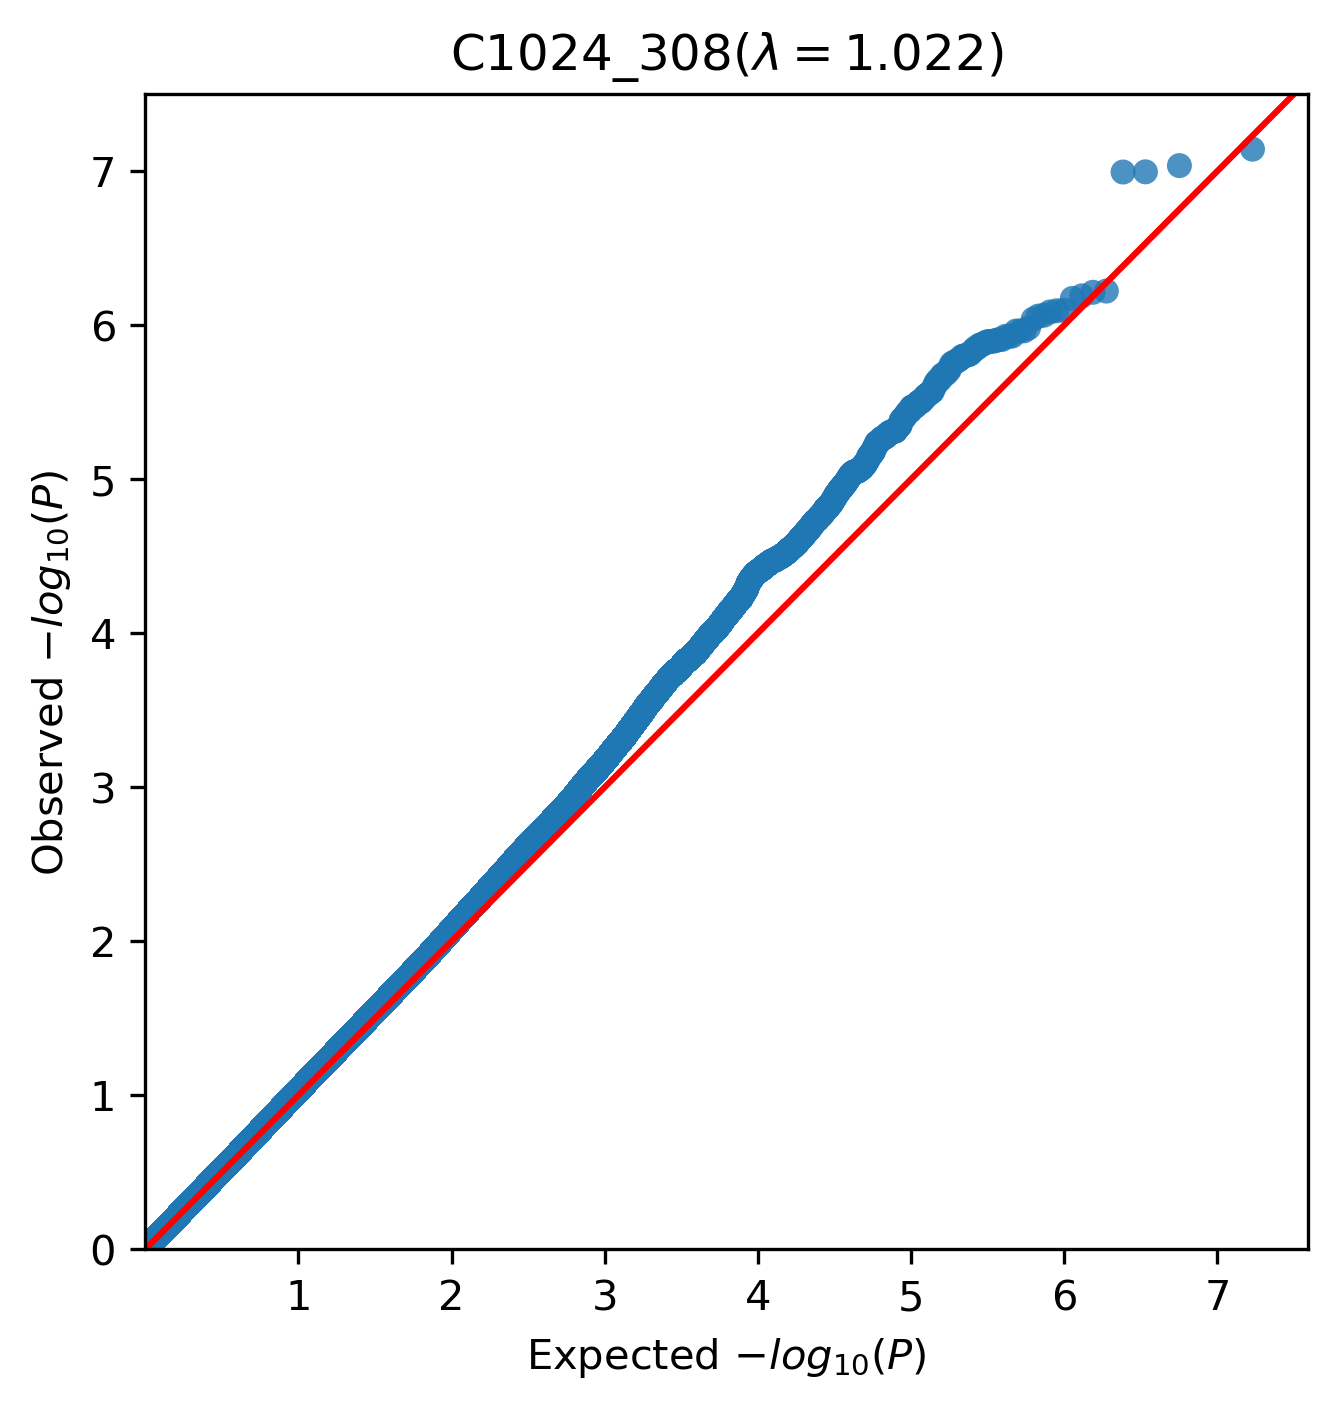 C1024_308(λ = 1.022)
Observed −log₁₀(P)
7
6
5
4
3
2
1
0
1 2 3 4 5 6 7
Expected −log₁₀(P)